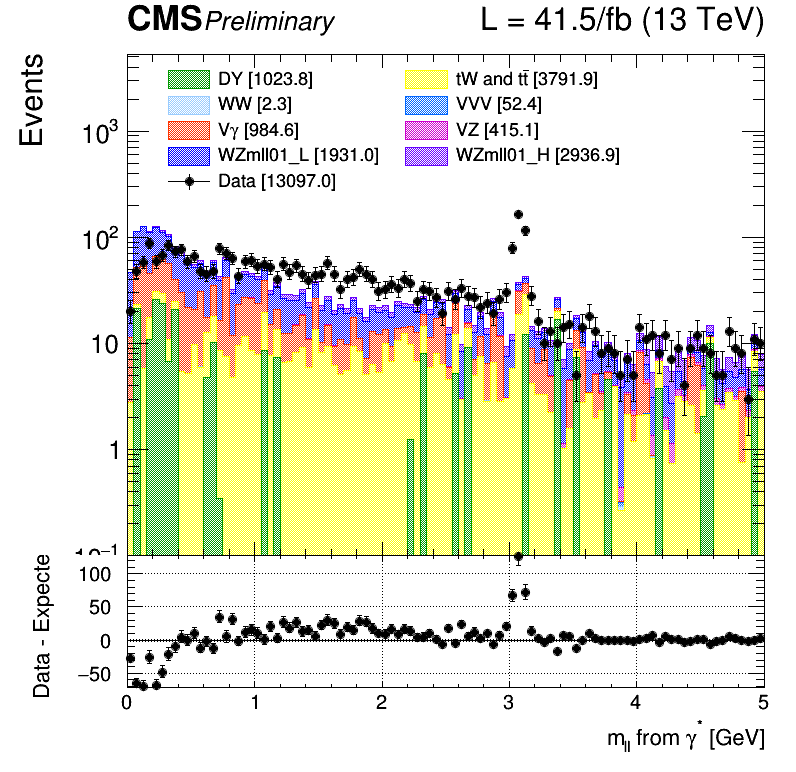 CMS Preliminary L = 41.5/fb (13 TeV)
Events
DY [1023.8] tW and tt̄ [3791.9]
WW [2.3] VVV [52.4]
Vγ [984.6] VZ [415.1]
WZmll01_L [1931.0] WZmll01_H [2936.9]
Data [13097.0]
10³
10²
10
1
10⁻¹
Data - Expecte
100
50
0
−50
0 1 2 3 4 5
m_ll from γ* [GeV]